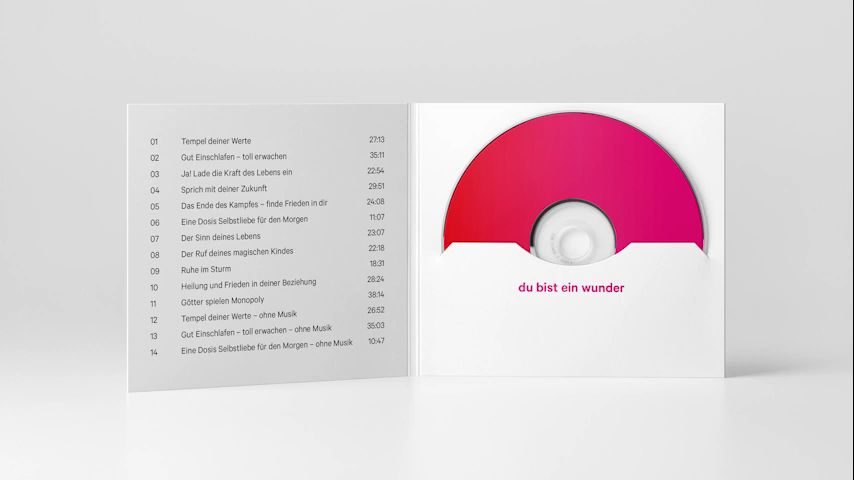 01 Tempel deiner Werte 27:13
02 Gut Einschlafen – toll erwachen 35:11
03 Ja! Lade die Kraft des Lebens ein 22:54
04 Sprich mit deiner Zukunft 29:51
05 Das Ende des Kampfes – finde Frieden in dir 24:08
06 Eine Dosis Selbstliebe für den Morgen 11:07
07 Der Sinn deines Lebens 23:07
08 Der Ruf deines magischen Kindes 22:18
09 Ruhe im Sturm 18:31
10 Heilung und Frieden in deiner Beziehung 28:24
11 Götter spielen Monopoly 38:14
12 Tempel deiner Werte – ohne Musik 26:52
13 Gut Einschlafen – toll erwachen – ohne Musik 35:03
14 Eine Dosis Selbstliebe für den Morgen – ohne Musik 10:47
du bist ein wunder